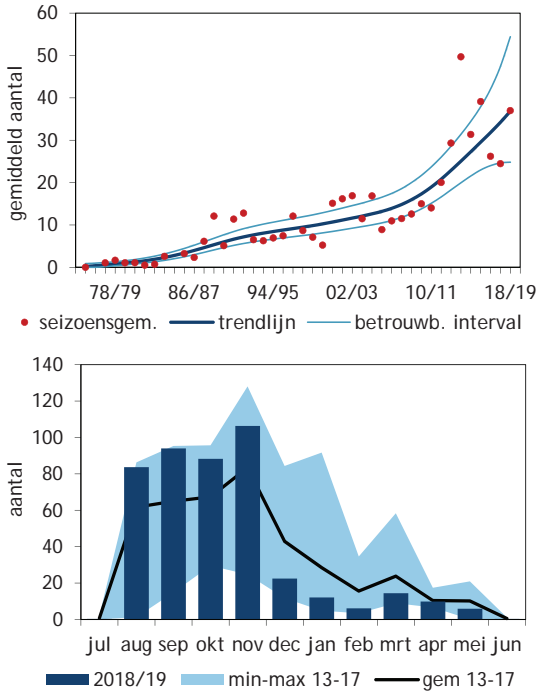 60
50
40
30
20
10
0
gemiddeld aantal
78/79 86/87 94/95 02/03 10/11 18/19
seizoensgem. trendlijn betrouwb. interval
140
120
100
80
60
40
20
0
aantal
jul aug sep okt nov dec jan feb mrt apr mei jun
2018/19 min-max 13-17 gem 13-17